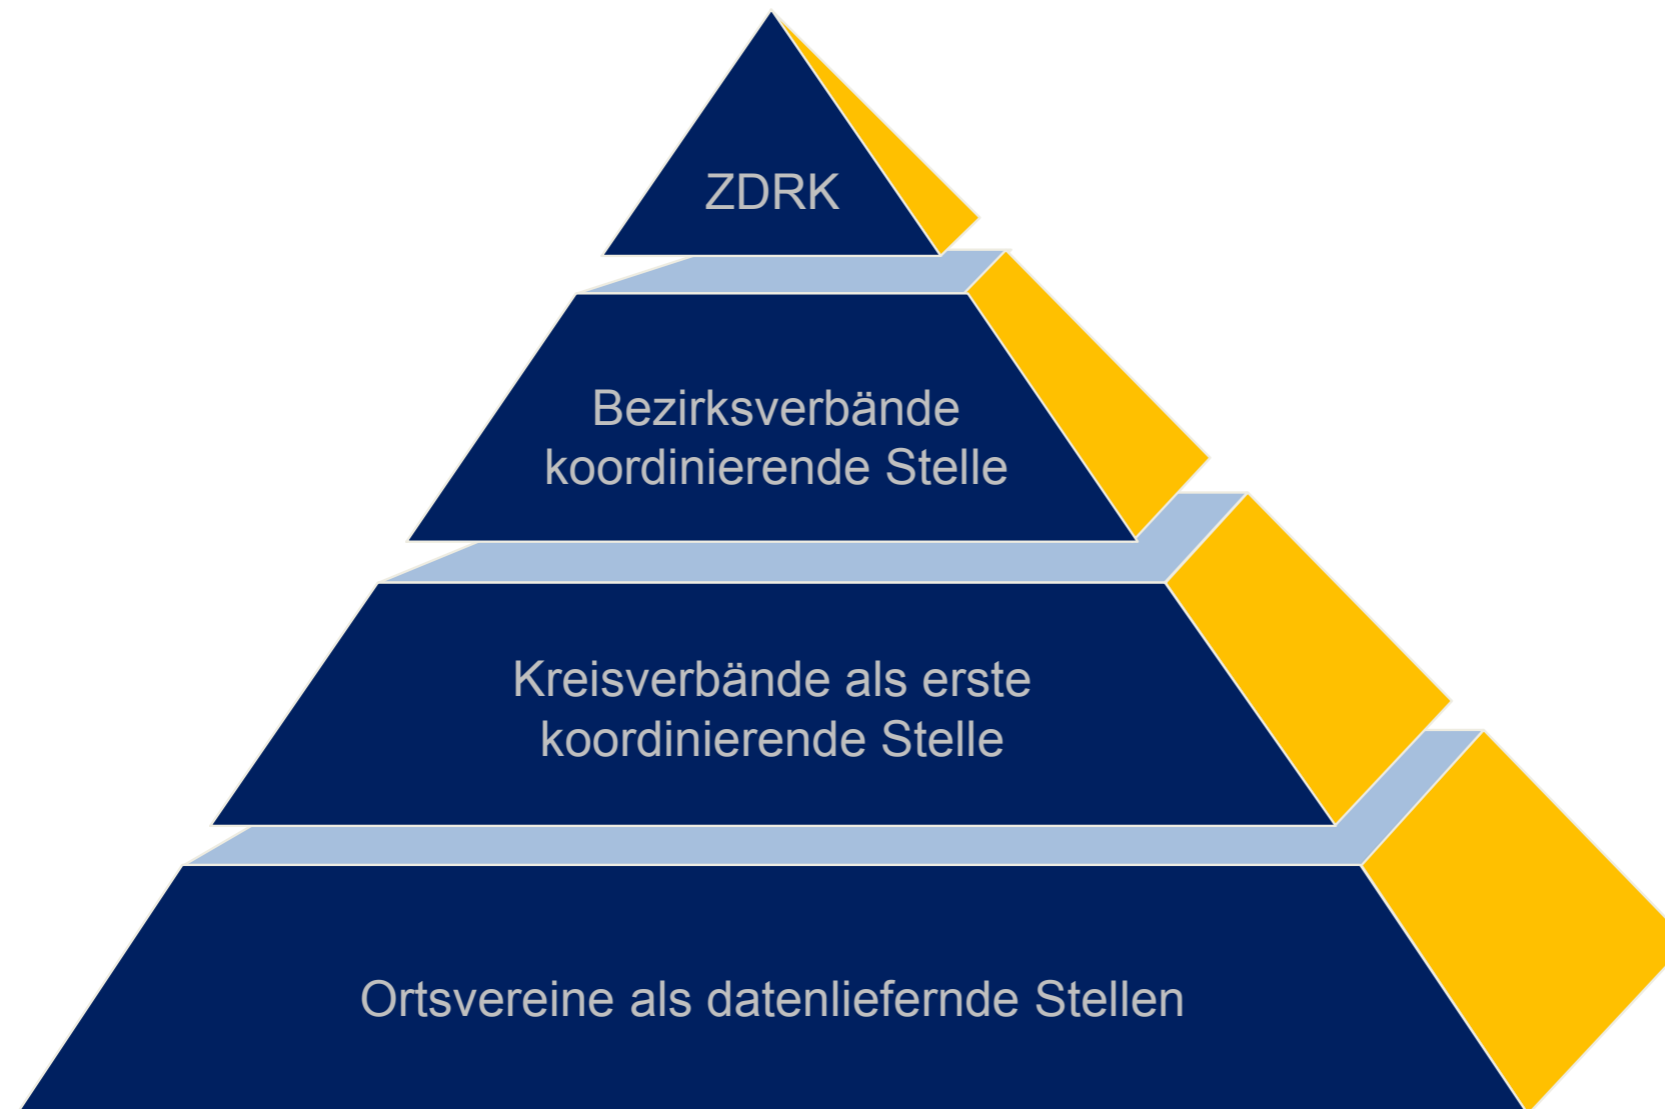 ZDRK
Bezirksverbände
koordinierende Stelle
Kreisverbände als erste
koordinierende Stelle
Ortsvereine als datenliefernde Stellen